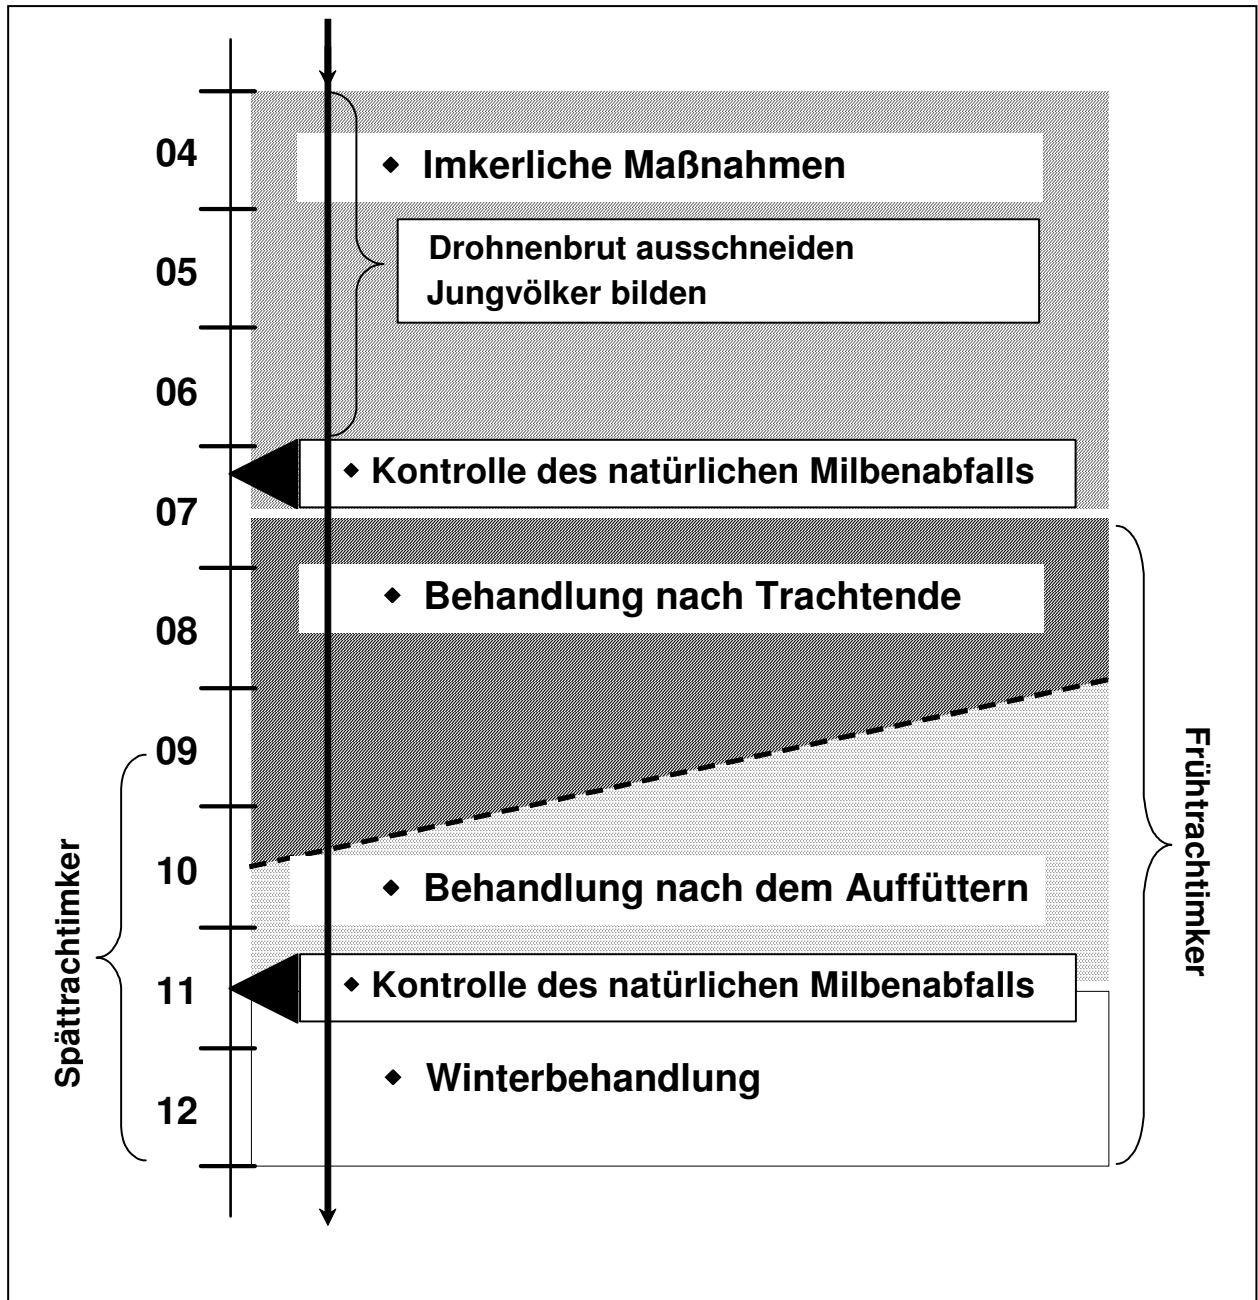 04
◆ Imkerliche Maßnahmen
05
Drohnenbrut ausschneiden
Jungvölker bilden
06
◆ Kontrolle des natürlichen Milbenabfalls
07
◆ Behandlung nach Trachtende
08
09
10
◆ Behandlung nach dem Auffüttern
11
◆ Kontrolle des natürlichen Milbenabfalls
◆ Winterbehandlung
12
Spättrachtimker
Frühtrachtimker